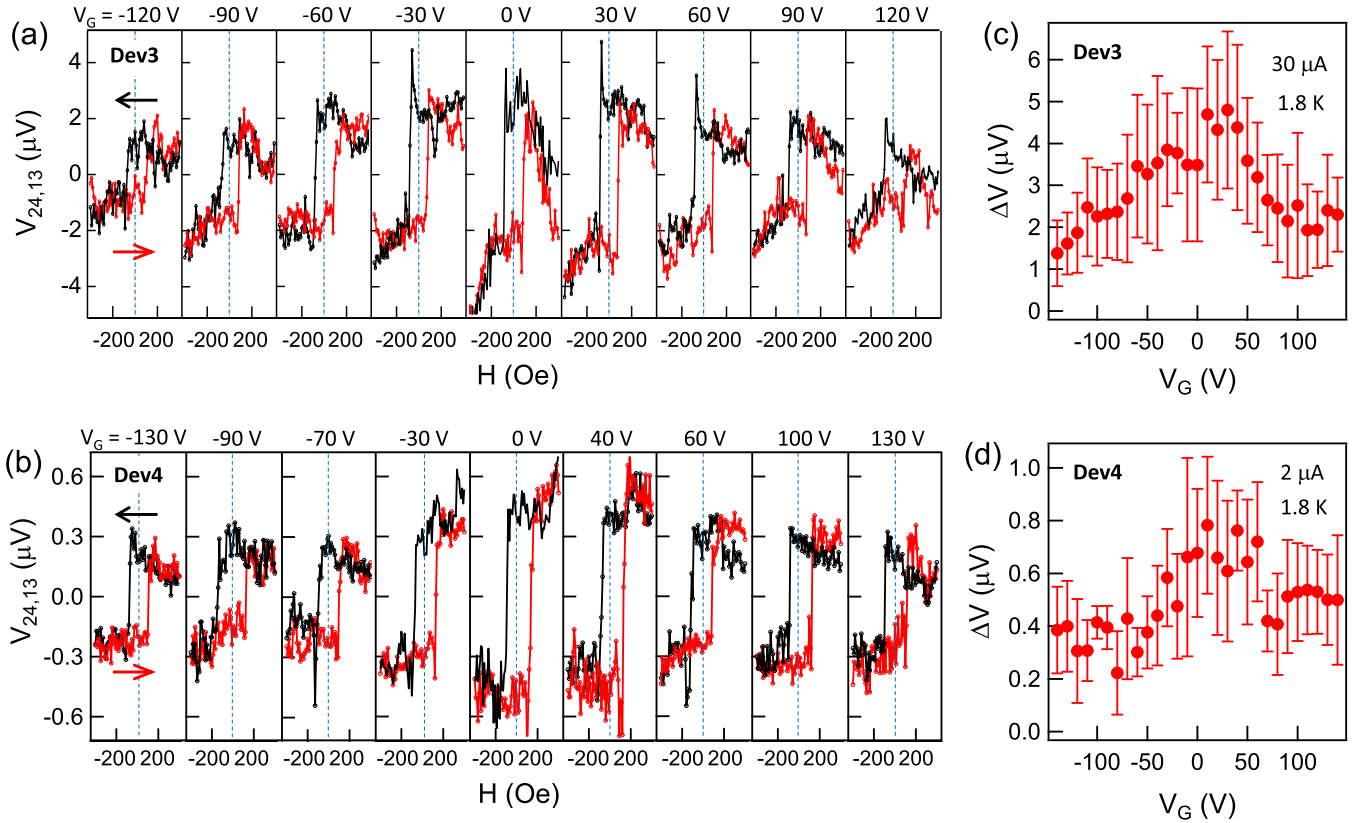 (a)
V_G = -120 V -90 V -60 V -30 V 0 V 30 V 60 V 90 V 120 V
Dev3
4
2
0
-2
-4
V_24,13 (μV)
-200 200 -200 200 -200 200 -200 200 -200 200 -200 200 -200 200 -200 200 -200 200
H (Oe)
(c)
Dev3
30 μA
1.8 K
6
5
4
3
2
1
0
ΔV (μV)
-100 -50 0 50 100
V_G (V)
(b)
V_G = -130 V -90 V -70 V -30 V 0 V 40 V 60 V 100 V 130 V
Dev4
0.6
0.3
0.0
-0.3
-0.6
V_24,13 (μV)
-200 200 -200 200 -200 200 -200 200 -200 200 -200 200 -200 200 -200 200 -200 200
H (Oe)
(d)
Dev4
2 μA
1.8 K
1.0
0.8
0.6
0.4
0.2
0.0
ΔV (μV)
-100 -50 0 50 100
V_G (V)